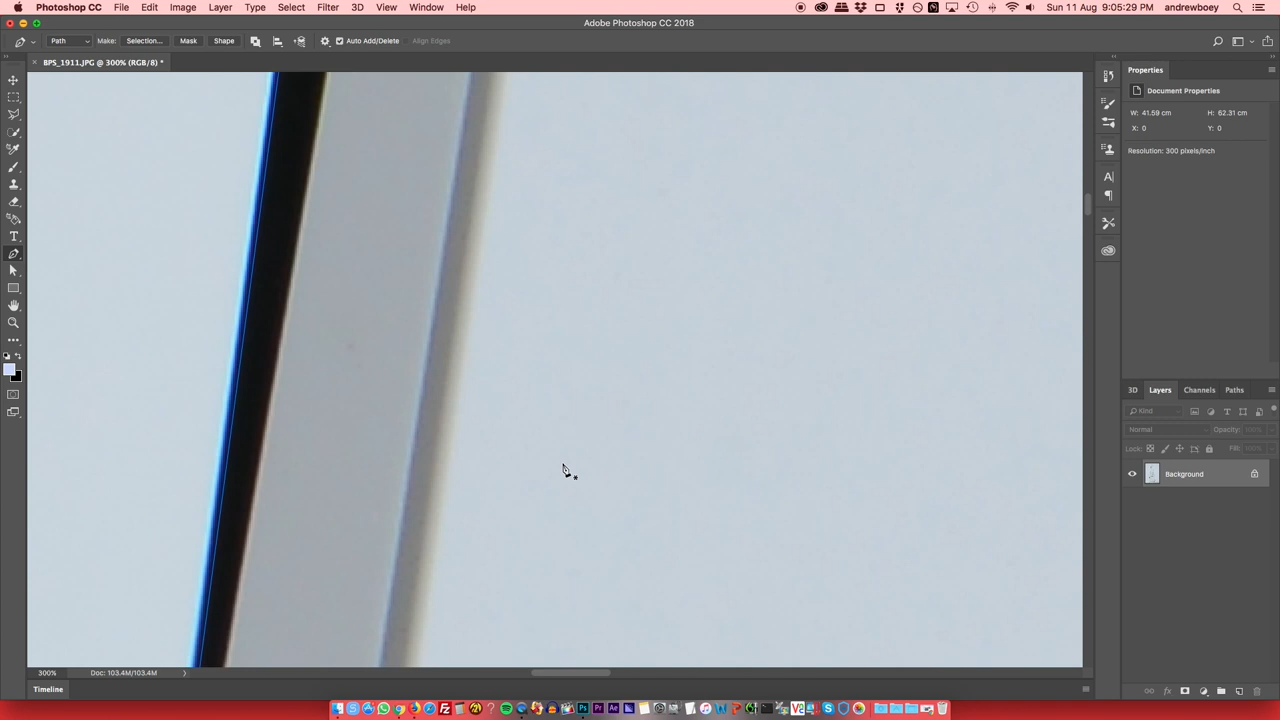 Photoshop CC File Edit Image Layer Type Select Filter 3D View Window Help Sun 11 Aug 9:05:29 PM andrewboey
Adobe Photoshop CC 2018
Path Make: Selection... Mask Shape Auto Add/Delete Align Edges
BPS_1911.JPG @ 300% (RGB/8) *
Properties
Document Properties
W: 41.59 cm H: 62.31 cm
X: 0 Y: 0
Resolution: 300 pixels/inch
3D Layers Channels Paths
Kind
Normal Opacity: 100%
Lock: Fill: 100%
Background
300% Doc: 103.4M/103.4M
Timeline